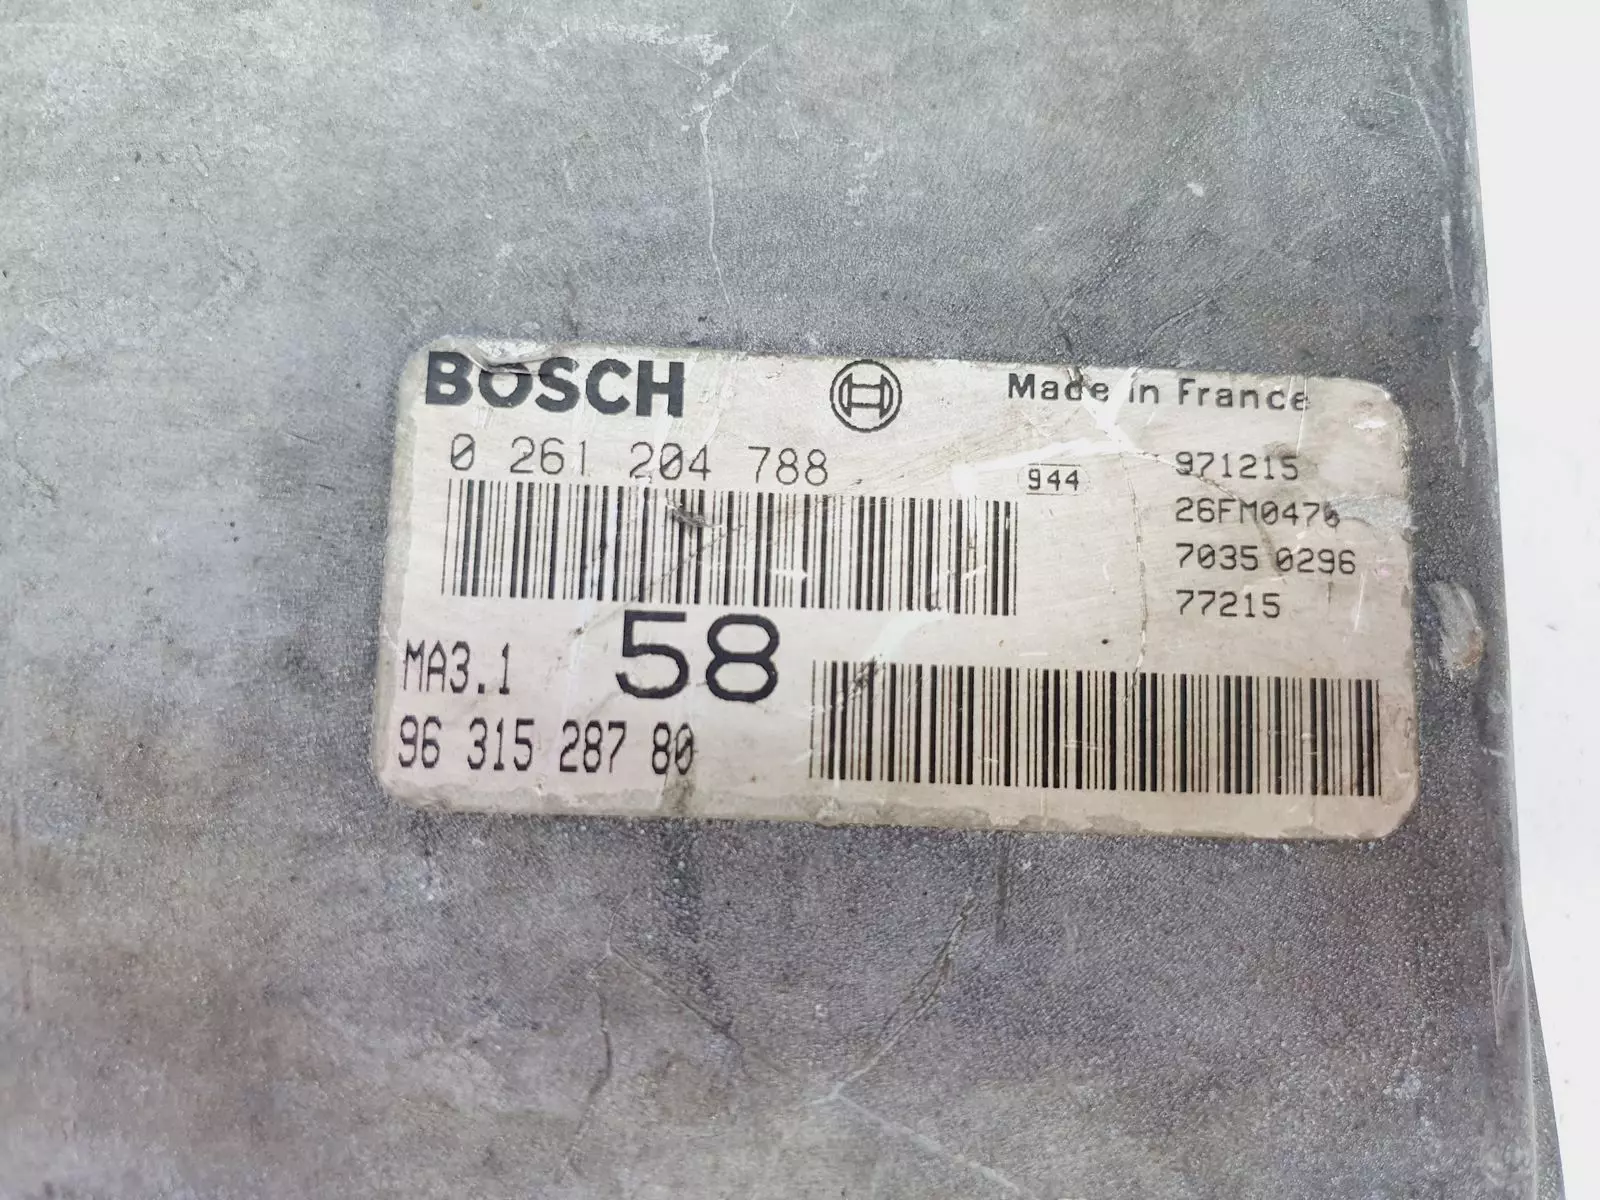 BOSCH
Made in France
0 261 204 788
944
971215
26FM0476
7035 0296
77215
MA3.1
58
96 315 287 80